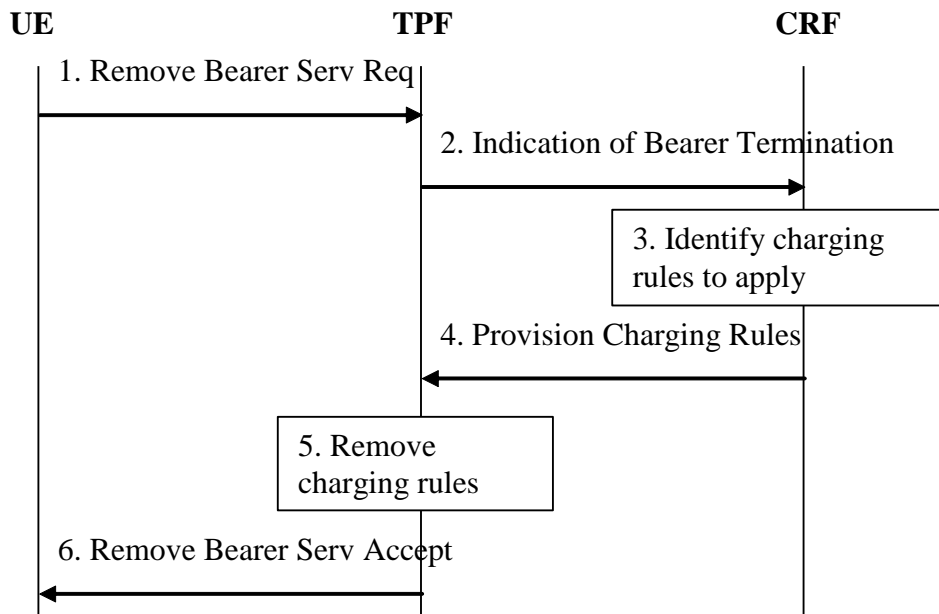 UE TPF CRF
1. Remove Bearer Serv Req
2. Indication of Bearer Termination
3. Identify charging
rules to apply
4. Provision Charging Rules
5. Remove
charging rules
6. Remove Bearer Serv Accept